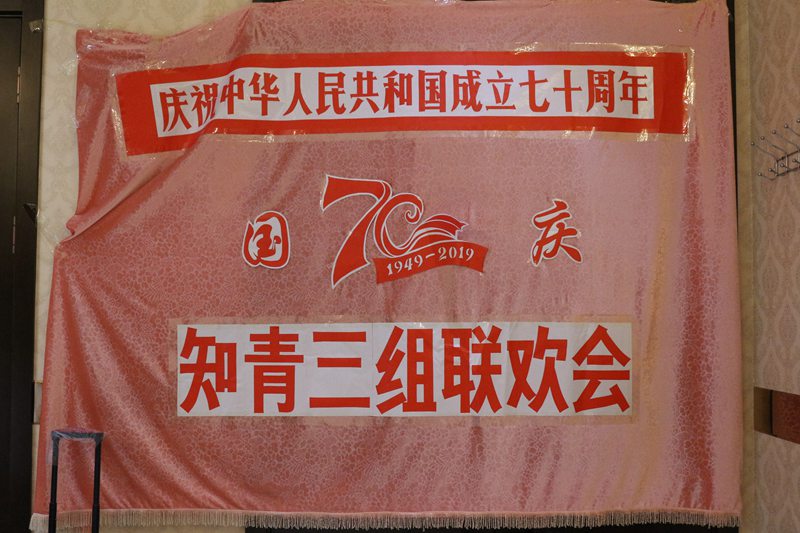 庆祝中华人民共和国成立七十周年
国 70 庆
1949-2019
知青三组联欢会